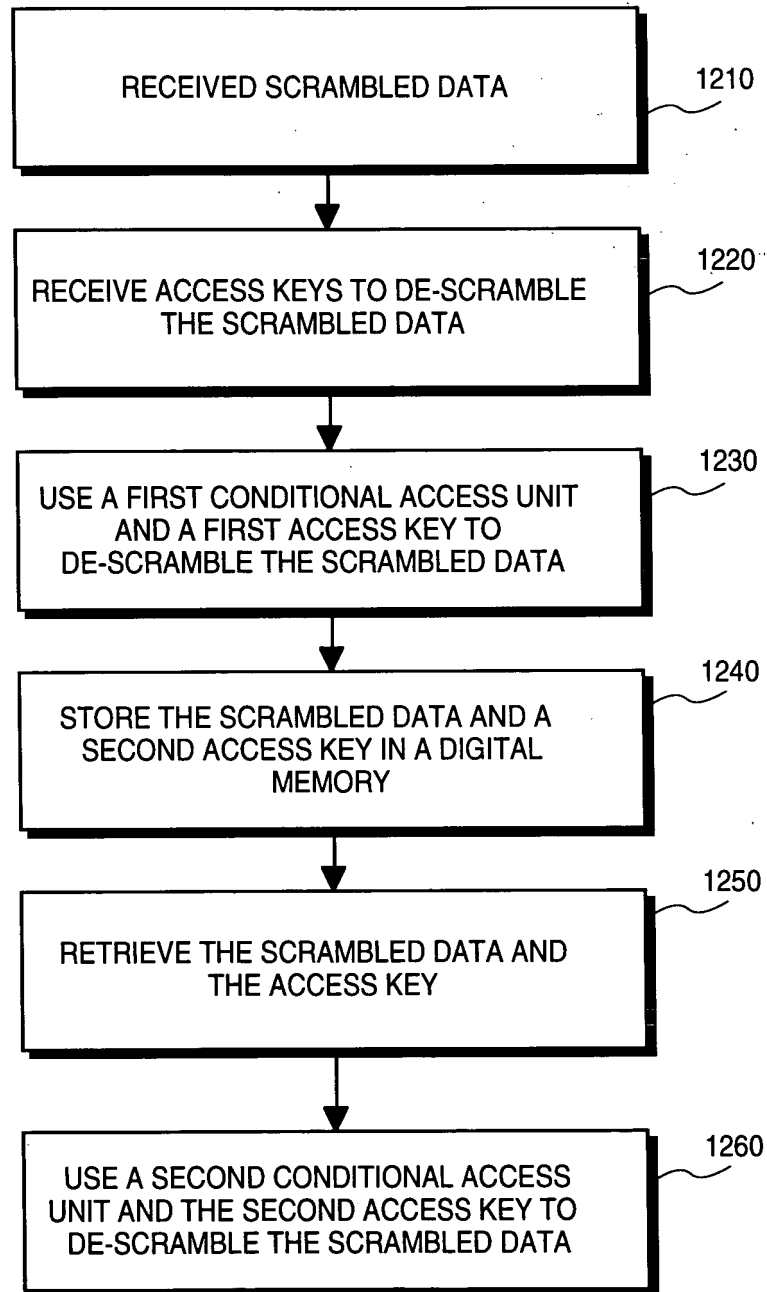 RECEIVED SCRAMBLED DATA
1210
RECEIVE ACCESS KEYS TO DE-SCRAMBLE
THE SCRAMBLED DATA
1220
USE A FIRST CONDITIONAL ACCESS UNIT
AND A FIRST ACCESS KEY TO
DE-SCRAMBLE THE SCRAMBLED DATA
1230
STORE THE SCRAMBLED DATA AND A
SECOND ACCESS KEY IN A DIGITAL
MEMORY
1240
RETRIEVE THE SCRAMBLED DATA AND
THE ACCESS KEY
1250
USE A SECOND CONDITIONAL ACCESS
UNIT AND THE SECOND ACCESS KEY TO
DE-SCRAMBLE THE SCRAMBLED DATA
1260